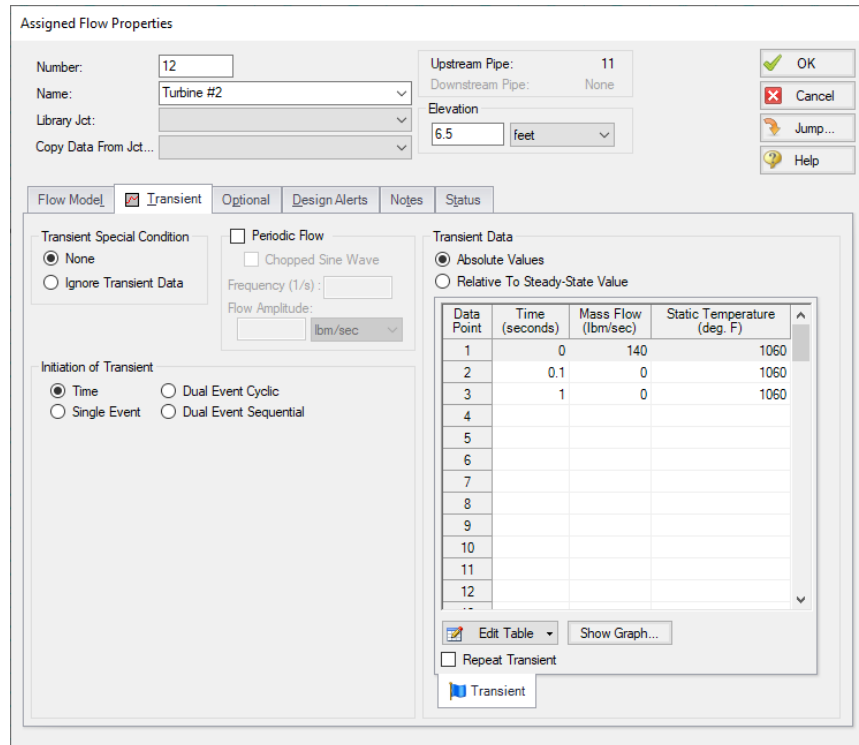 Assigned Flow Properties
Number: 12
Name: Turbine #2
Library Jct:
Copy Data From Jct...
Upstream Pipe: 11
Downstream Pipe: None
Elevation
6.5 feet
OK
Cancel
Jump...
Help
Flow Model Transient Optional Design Alerts Notes Status
Transient Special Condition
None
Ignore Transient Data
Periodic Flow
Chopped Sine Wave
Frequency (1/s) :
Flow Amplitude:
lbm/sec
Initiation of Transient
Time Dual Event Cyclic
Single Event Dual Event Sequential
Transient Data
Absolute Values
Relative To Steady-State Value
Data Point Time (seconds) Mass Flow (lbm/sec) Static Temperature (deg. F)
1 0 140 1060
2 0.1 0 1060
3 1 0 1060
4
5
6
7
8
9
10
11
12
Edit Table Show Graph...
Repeat Transient
Transient